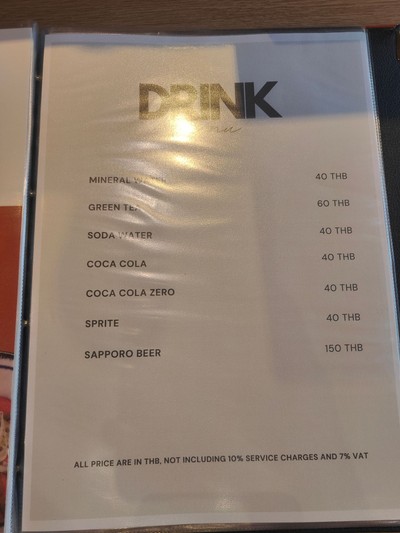 DRINK
MINERAL WATER 40 THB
GREEN TEA 60 THB
SODA WATER 40 THB
COCA COLA 40 THB
COCA COLA ZERO 40 THB
SPRITE 40 THB
SAPPORO BEER 150 THB
ALL PRICE ARE IN THB, NOT INCLUDING 10% SERVICE CHARGES AND 7% VAT